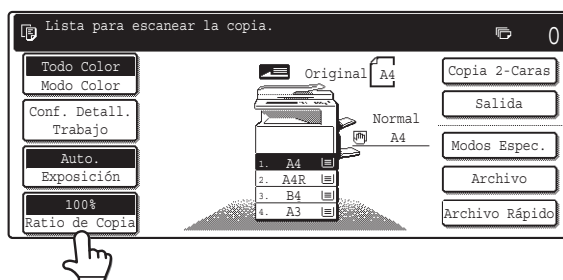 Lista para escanear la copia.
0
Todo Color
Modo Color
Conf. Detall.
Trabajo
Auto.
Exposición
100%
Ratio de Copia
Original A4
Normal
A4
1. A4
2. A4R
3. B4
4. A3
Copia 2-Caras
Salida
Modos Espec.
Archivo
Archivo Rápido